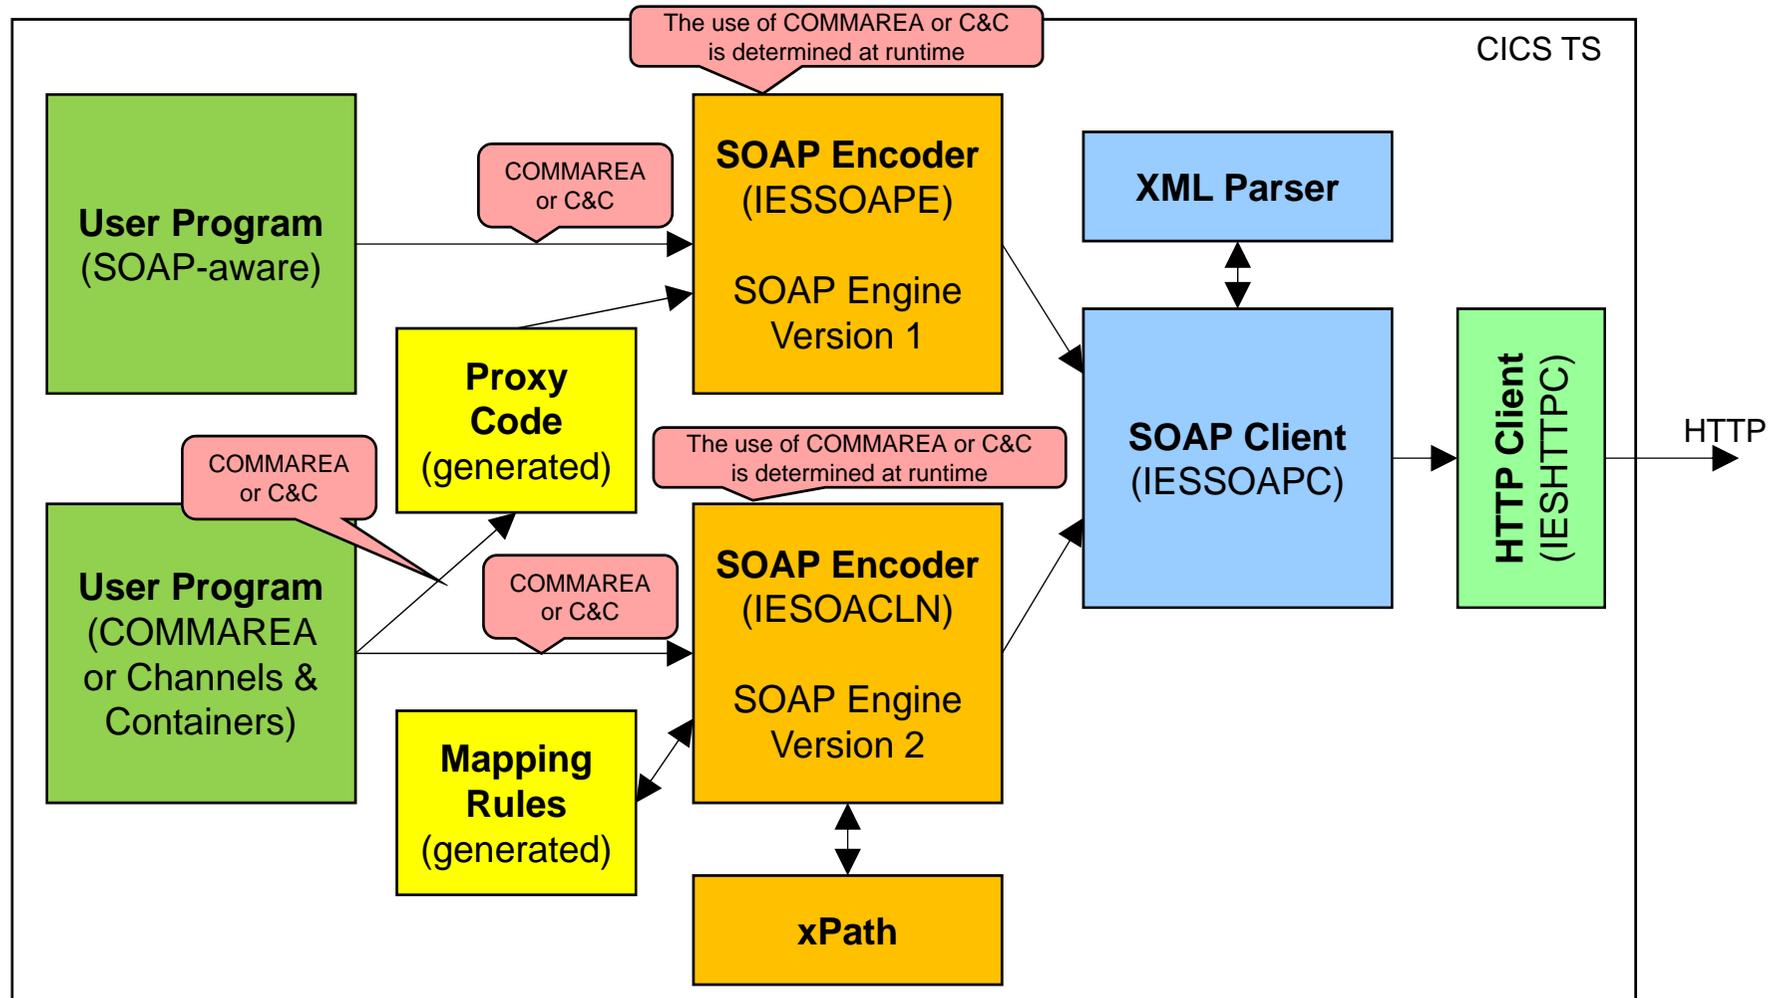 The use of COMMAREA or C&C
is determined at runtime
CICS TS
User Program
(SOAP-aware)
COMMAREA
or C&C
SOAP Encoder
(IESSOAPE)
SOAP Engine
Version 1
XML Parser
Proxy
Code
(generated)
COMMAREA
or C&C
The use of COMMAREA or C&C
is determined at runtime
SOAP Client
(IESSOAPC)
HTTP Client
(IESHTTPC)
HTTP
User Program
(COMMAREA
or Channels &
Containers)
COMMAREA
or C&C
SOAP Encoder
(IESOACLN)
SOAP Engine
Version 2
Mapping
Rules
(generated)
xPath